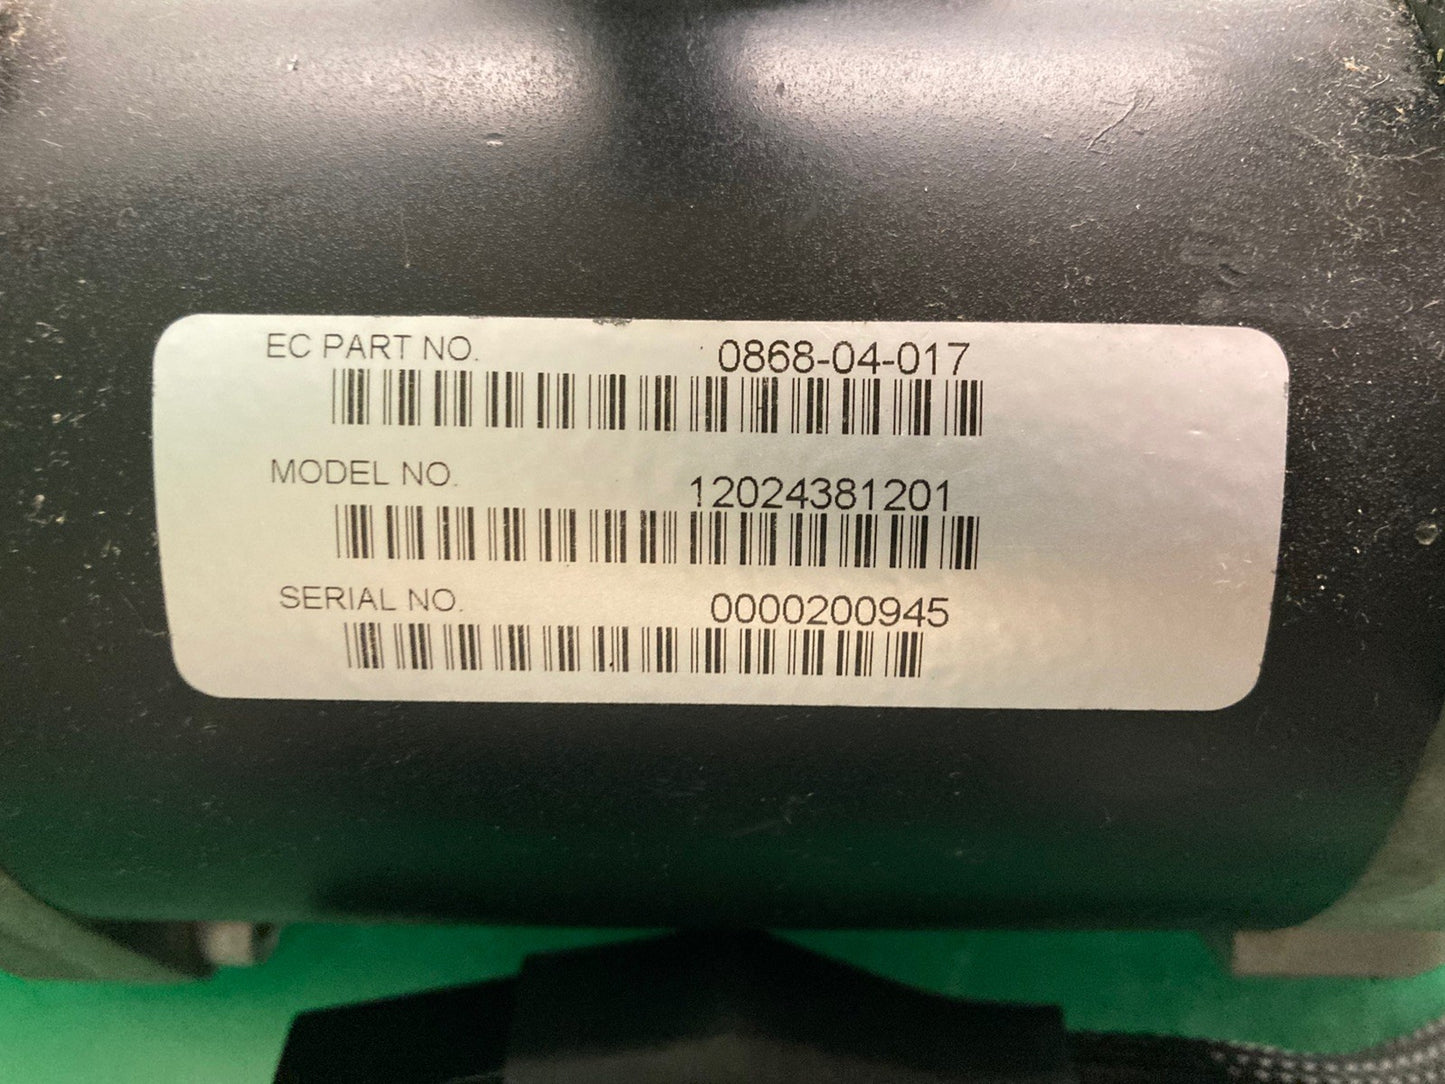 EC PART NO. 0868-04-017
MODEL NO. 12024381201
SERIAL NO. 0000200945